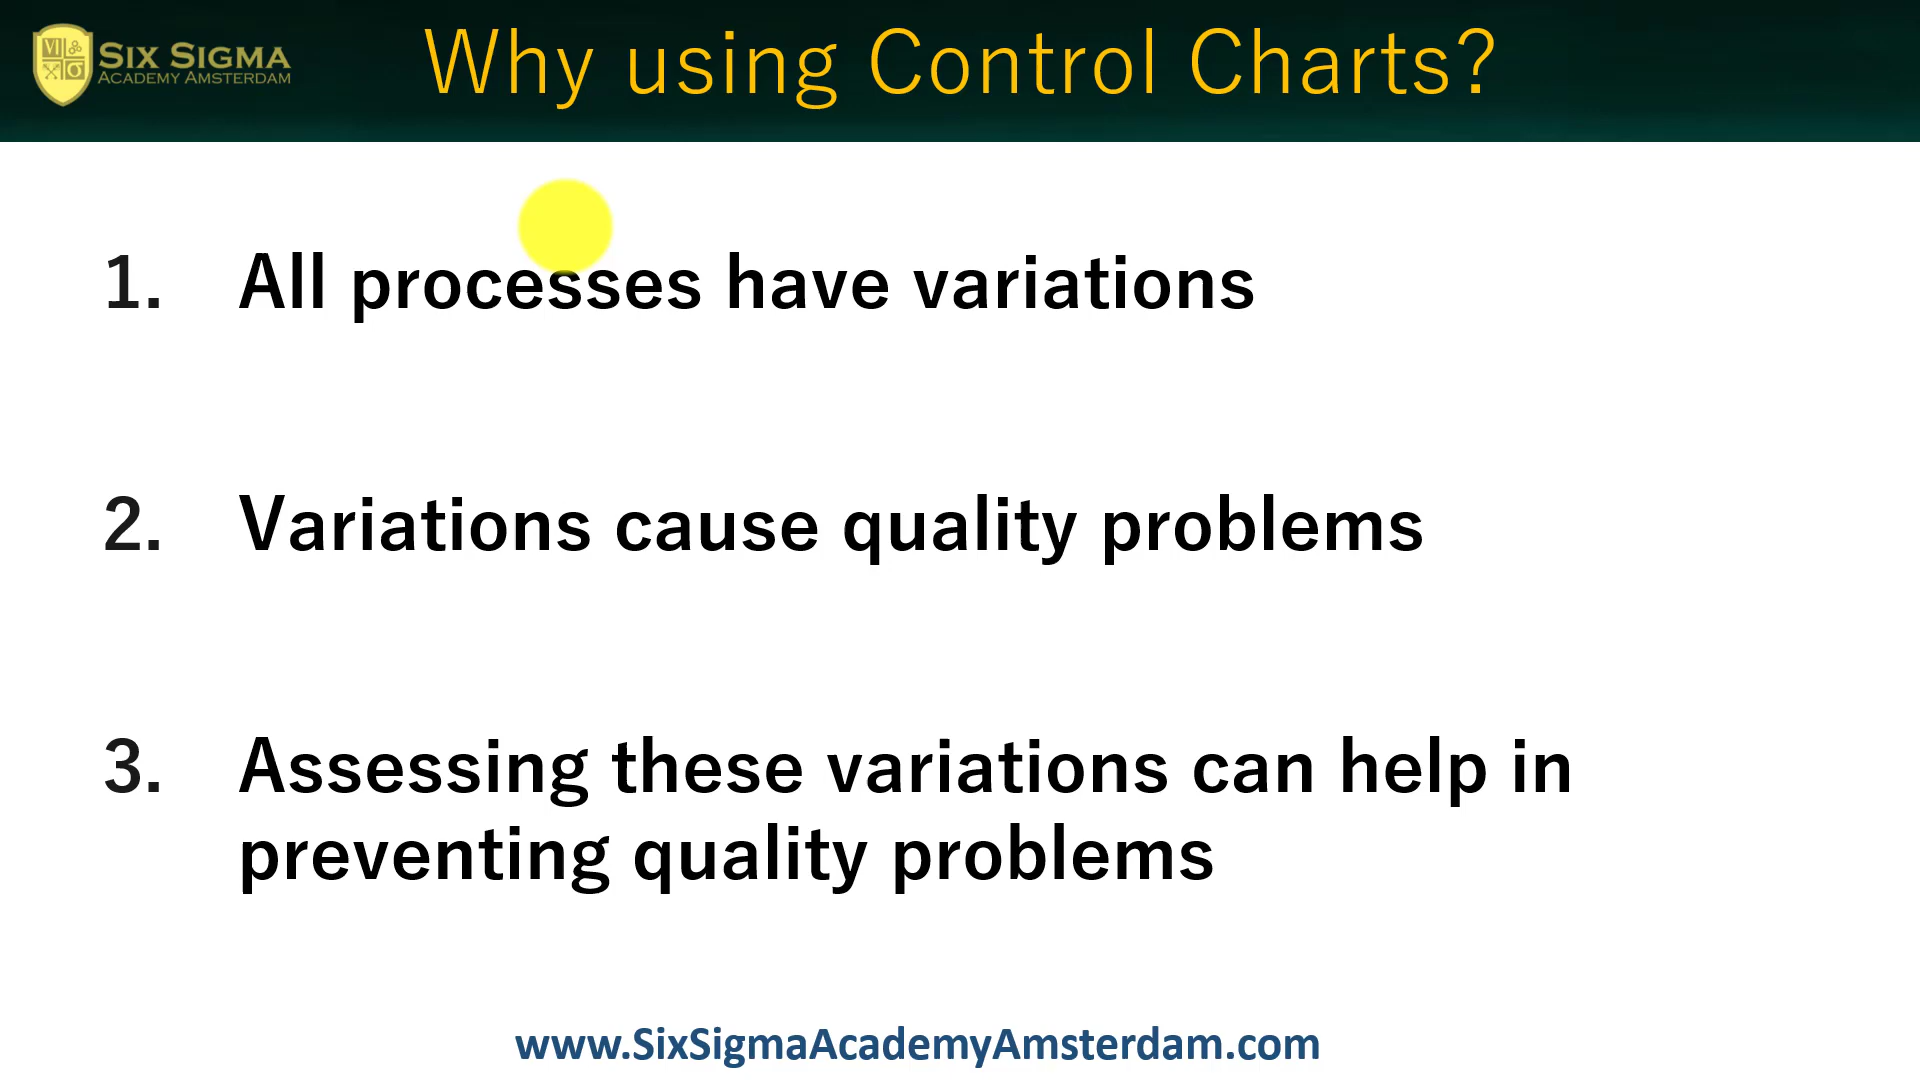 SIX SIGMA
ACADEMY AMSTERDAM
Why using Control Charts?
1. All processes have variations
2. Variations cause quality problems
3. Assessing these variations can help in
preventing quality problems
www.SixSigmaAcademyAmsterdam.com